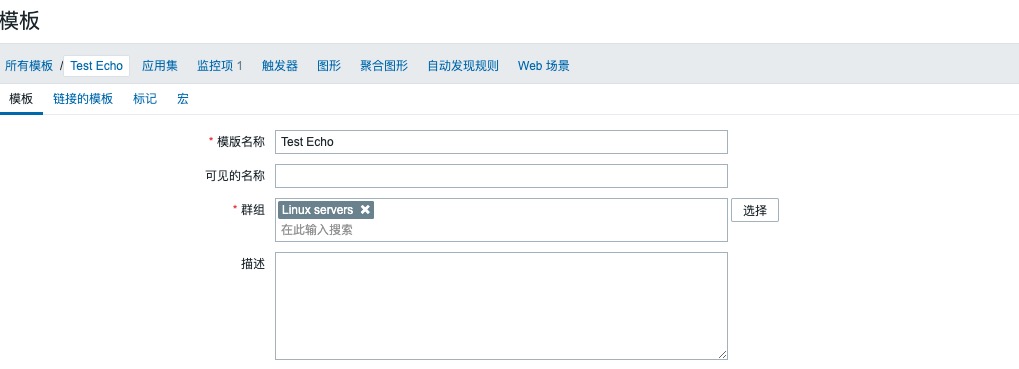 模板
所有模板 / Test Echo 应用集 监控项 1 触发器 图形 聚合图形 自动发现规则 Web 场景
模板 链接的模板 标记 宏
* 模版名称 Test Echo
可见的名称
* 群组 Linux servers ✖ 选择
在此输入搜索
描述